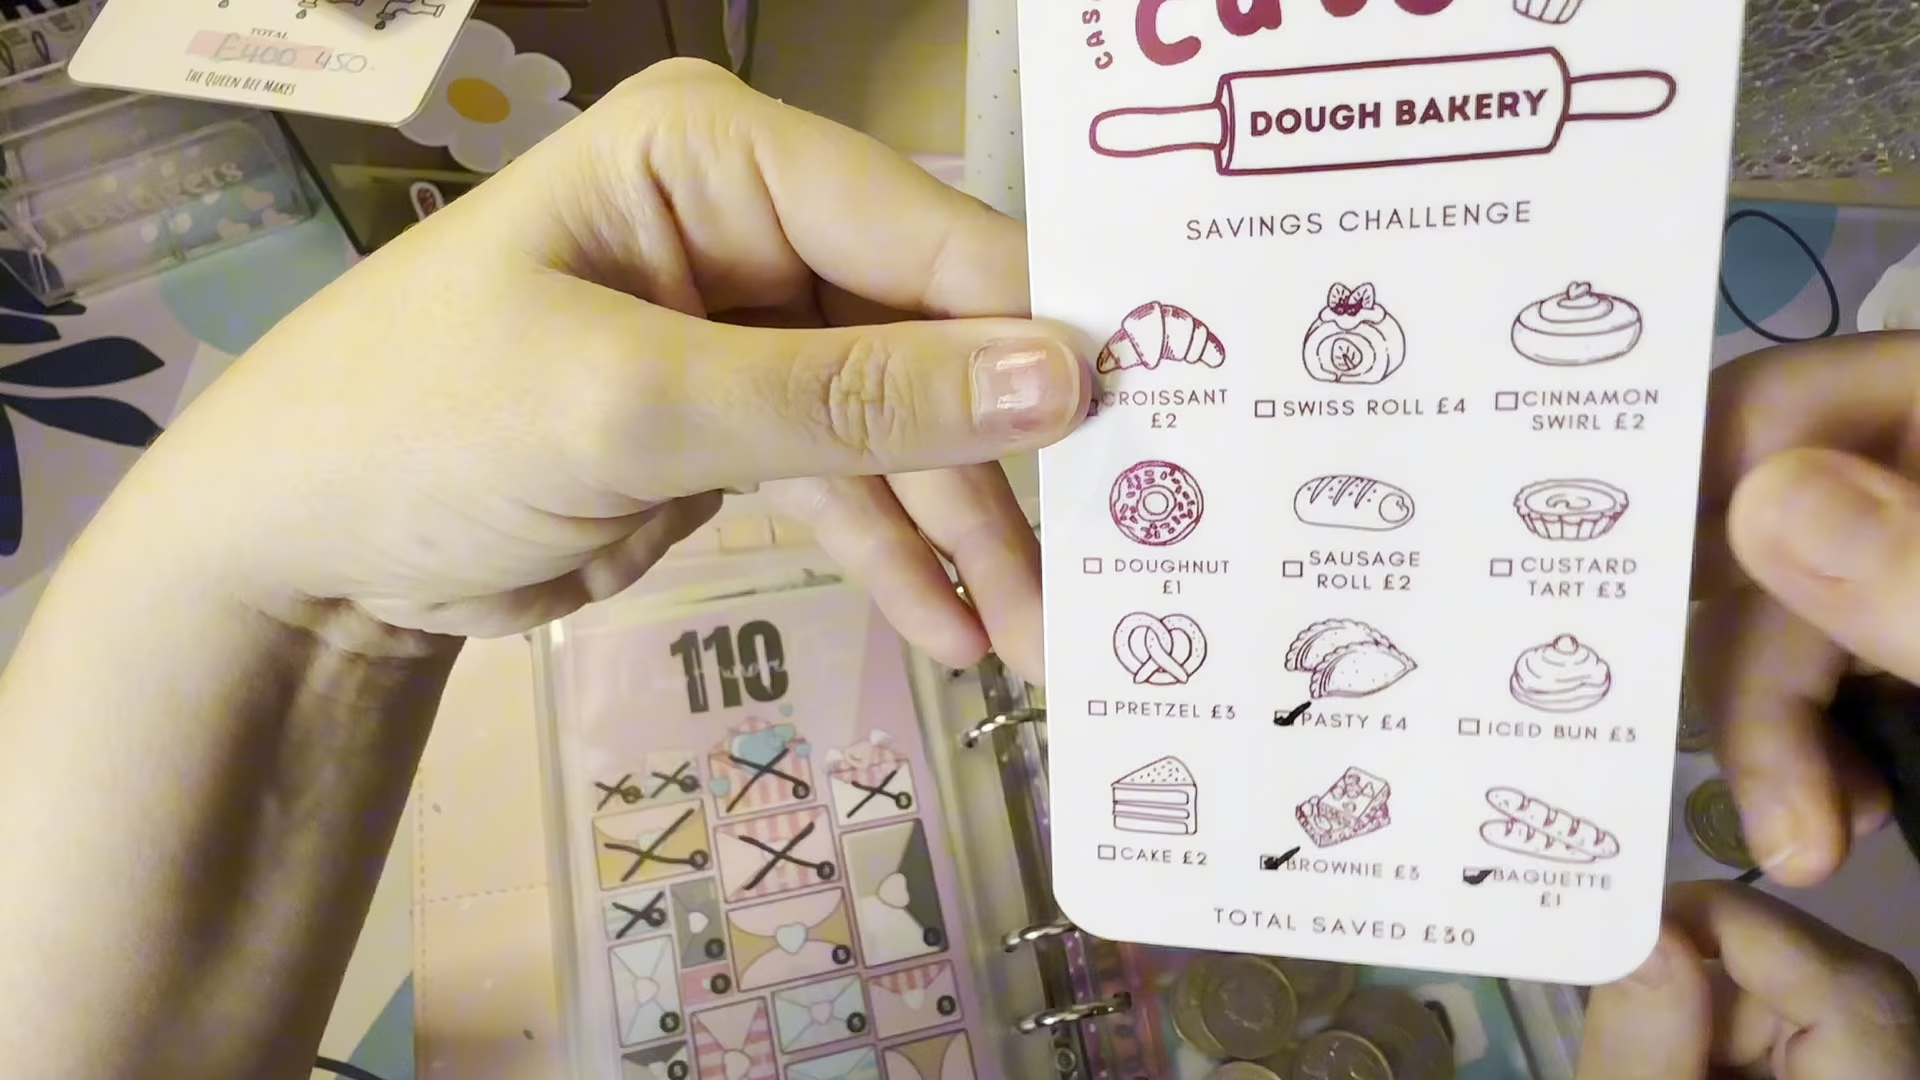 TOTAL
£400 450.
THE QUEEN BEE MAKES
Budgets
CAS
DOUGH BAKERY
SAVINGS CHALLENGE
CROISSANT
£2
SWISS ROLL £4
CINNAMON
SWIRL £2
DOUGHNUT
£1
SAUSAGE
ROLL £2
CUSTARD
TART £3
PRETZEL £3
PASTY £4
ICED BUN £3
CAKE £2
BROWNIE £3
BAGUETTE
£1
TOTAL SAVED £30
110